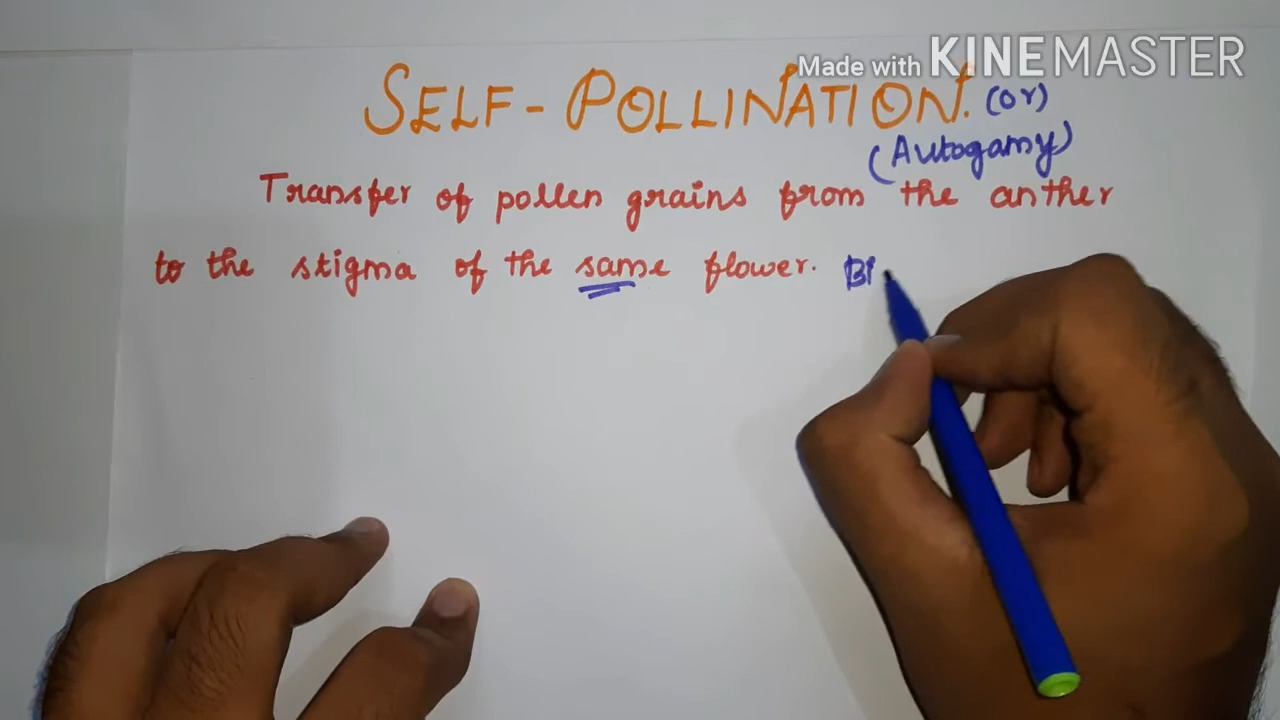 Made with KINEMASTER
SELF-POLLINATION. (or)
(Autogamy)
Transfer of pollen grains from the anther
to the stigma of the same flower. Bi